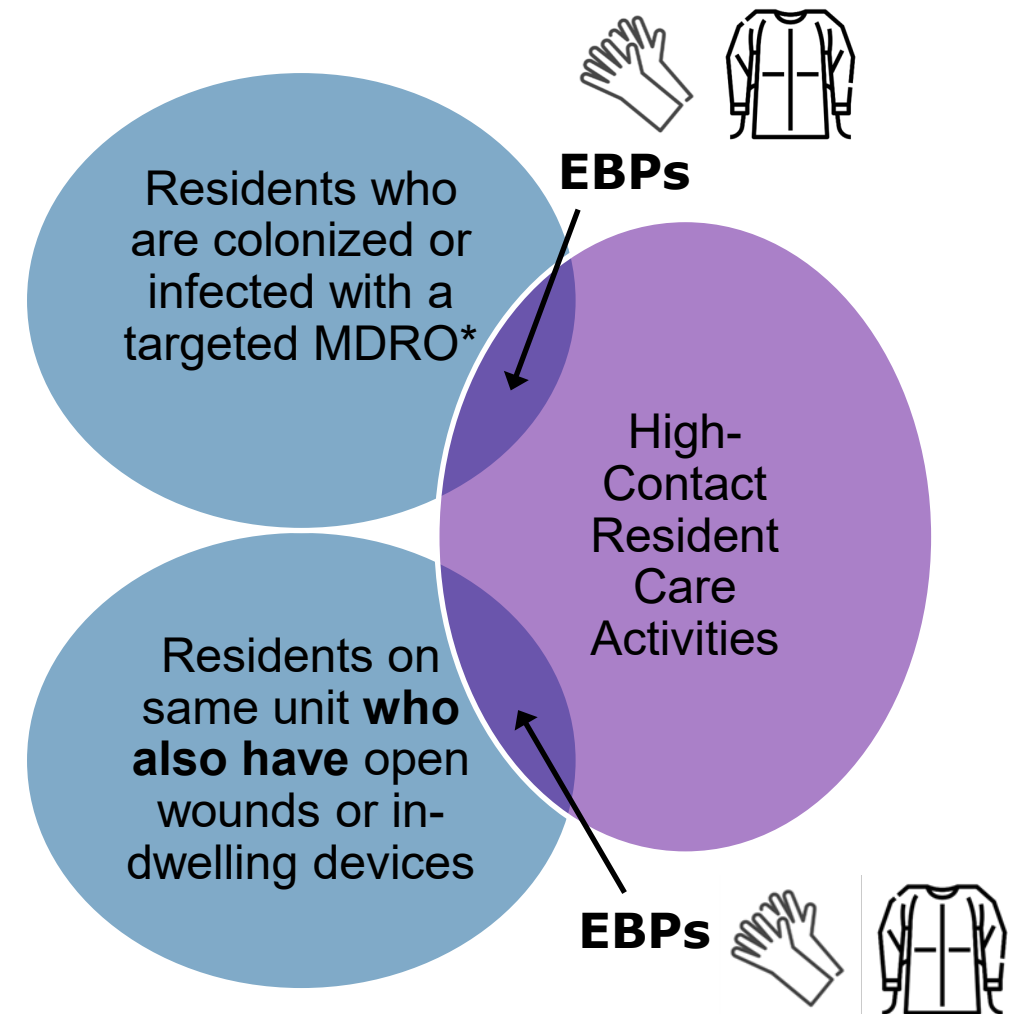 EBPs
Residents who
are colonized or
infected with a
targeted MDRO*
High-
Contact
Resident
Care
Activities
Residents on
same unit who
also have open
wounds or in-
dwelling devices
EBPs